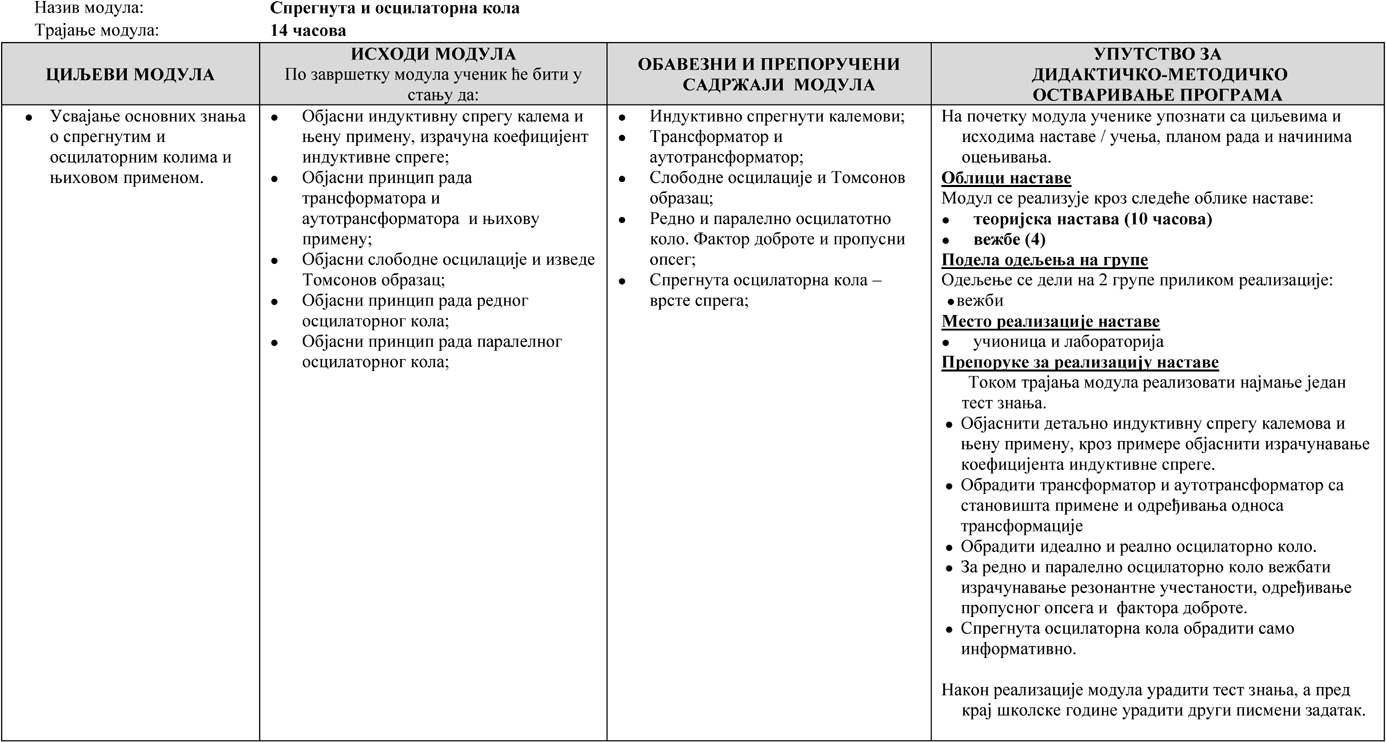 Назив модула: Спрегнута и осцилаторна кола
Трајање модула: 14 часова
ЦИЉЕВИ МОДУЛА
ИСХОДИ МОДУЛА
По завршетку модула ученик ће бити у
стању да:
ОБАВЕЗНИ И ПРЕПОРУЧЕНИ
САДРЖАЈИ МОДУЛА
УПУТСТВО ЗА
ДИДАКТИЧКО-МЕТОДИЧКО
ОСТВАРИВАЊЕ ПРОГРАМА
● Усвајање основних знања
о спрегнутим и
осцилаторним колима и
њиховом применом.
● Објасни индуктивну спрегу калема и
њену примену, израчуна коефицијент
индуктивне спреге;
● Објасни принцип рада
трансформатора и
аутотрансформатора и њихову
примену;
● Објасни слободне осцилације и изведе
Томсонов образац;
● Објасни принцип рада редног
осцилаторног кола;
● Објасни принцип рада паралелног
осцилаторног кола;
● Индуктивно спрегнути калемови;
● Трансформатор и
аутотрансформатор;
● Слободне осцилације и Томсонов
образац;
● Редно и паралелно осцилатотно
коло. Фактор доброте и пропусни
опсег;
● Спрегнута осцилаторна кола –
врсте спрега;
На почетку модула ученике упознати са циљевима и
исходима наставе / учења, планом рада и начинима
оцењивања.
Облици наставе
Модул се реализује кроз следеће облике наставе:
● теоријска настава (10 часова)
● вежбе (4)
Подела одељења на групе
Одељење се дели на 2 групе приликом реализације:
●вежби
Место реализације наставе
● учионица и лабораторија
Препоруке за реализацију наставе
Током трајања модула реализовати најмање један
тест знања.
● Објаснити детаљно индуктивну спрегу калемова и
њену примену, кроз примере објаснити израчунавање
коефицијента индуктивне спреге.
● Обрадити трансформатор и аутотрансформатор са
становишта примене и одређивања односа
трансформације
● Обрадити идеално и реално осцилаторно коло.
● За редно и паралелно осцилаторно коло вежбати
израчунавање резонантне учестаности, одређивање
пропусног опсега и фактора доброте.
● Спрегнута осцилаторна кола обрадити само
информативно.
Након реализације модула урадити тест знања, а пред
крај школске године урадити други писмени задатак.